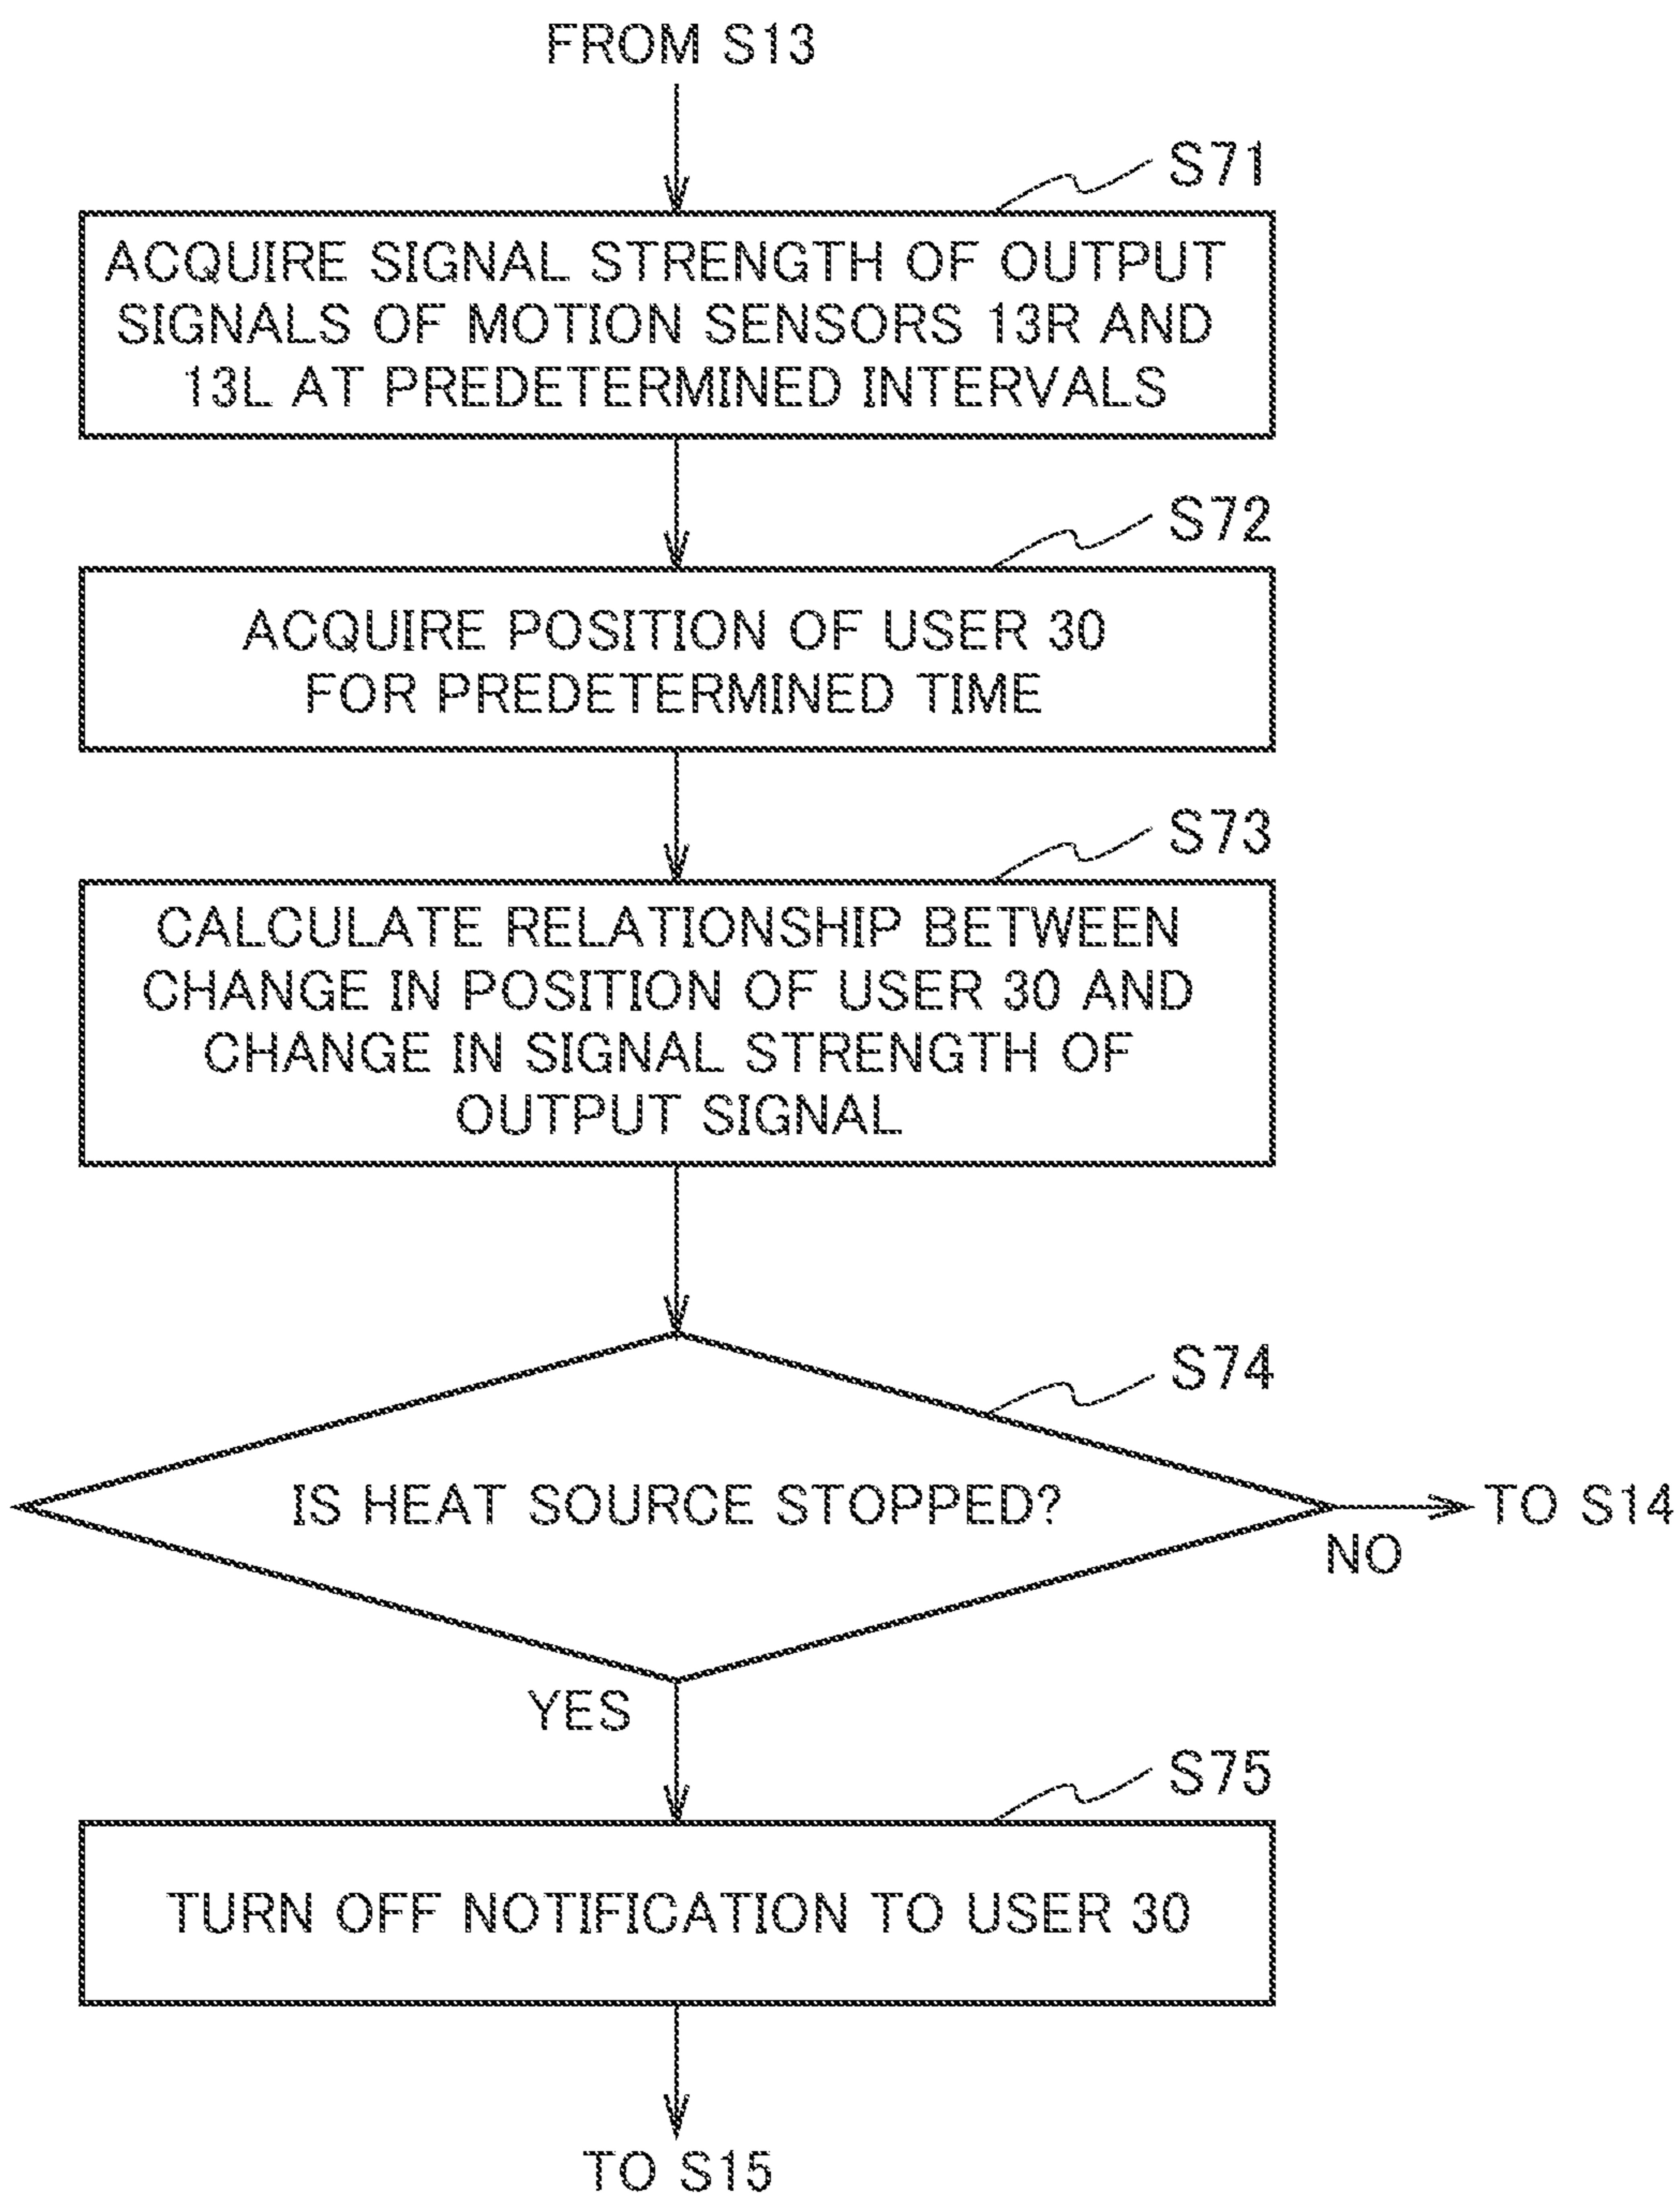 FROM S13
S71
ACQUIRE SIGNAL STRENGTH OF OUTPUT
SIGNALS OF MOTION SENSORS 13R AND
13L AT PREDETERMINED INTERVALS
S72
ACQUIRE POSITION OF USER 30
FOR PREDETERMINED TIME
S73
CALCULATE RELATIONSHIP BETWEEN
CHANGE IN POSITION OF USER 30 AND
CHANGE IN SIGNAL STRENGTH OF
OUTPUT SIGNAL
S74
IS HEAT SOURCE STOPPED?
TO S14
NO
YES
S75
TURN OFF NOTIFICATION TO USER 30
TO S15